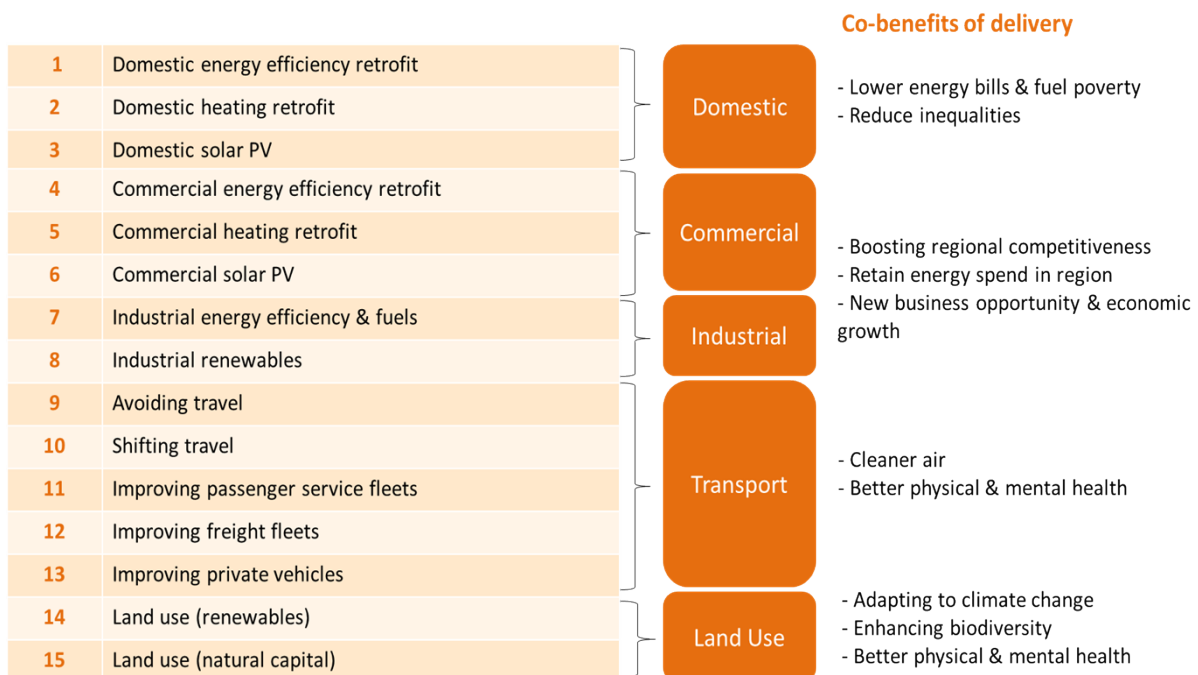 Co-benefits of delivery
1 Domestic energy efficiency retrofit
2 Domestic heating retrofit
3 Domestic solar PV
Domestic
- Lower energy bills & fuel poverty
- Reduce inequalities
4 Commercial energy efficiency retrofit
5 Commercial heating retrofit
6 Commercial solar PV
Commercial
7 Industrial energy efficiency & fuels
8 Industrial renewables
Industrial
- Boosting regional competitiveness
- Retain energy spend in region
- New business opportunity & economic
growth
9 Avoiding travel
10 Shifting travel
11 Improving passenger service fleets
12 Improving freight fleets
13 Improving private vehicles
Transport
- Cleaner air
- Better physical & mental health
14 Land use (renewables)
15 Land use (natural capital)
Land Use
- Adapting to climate change
- Enhancing biodiversity
- Better physical & mental health